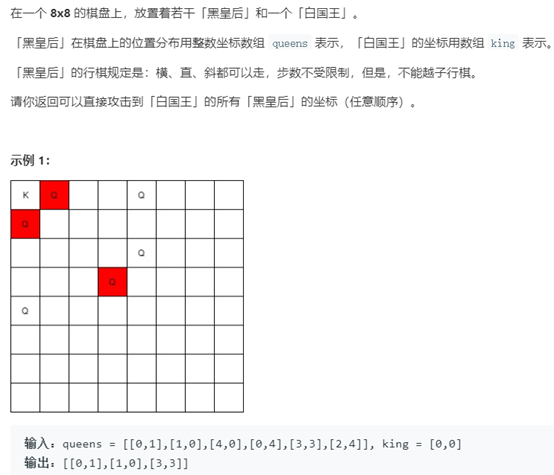 在一个 8x8 的棋盘上，放置着若干「黑皇后」和一个「白国王」。
「黑皇后」在棋盘上的位置分布用整数坐标数组 queens 表示，「白国王」的坐标用数组 king 表示。
「黑皇后」的行棋规定是：横、直、斜都可以走，步数不受限制，但是，不能越子行棋。
请你返回可以直接攻击到「白国王」的所有「黑皇后」的坐标（任意顺序）。
示例 1：
K Q Q
Q
Q
Q
Q
输入：queens = [[0,1],[1,0],[4,0],[0,4],[3,3],[2,4]], king = [0,0]
输出：[[0,1],[1,0],[3,3]]